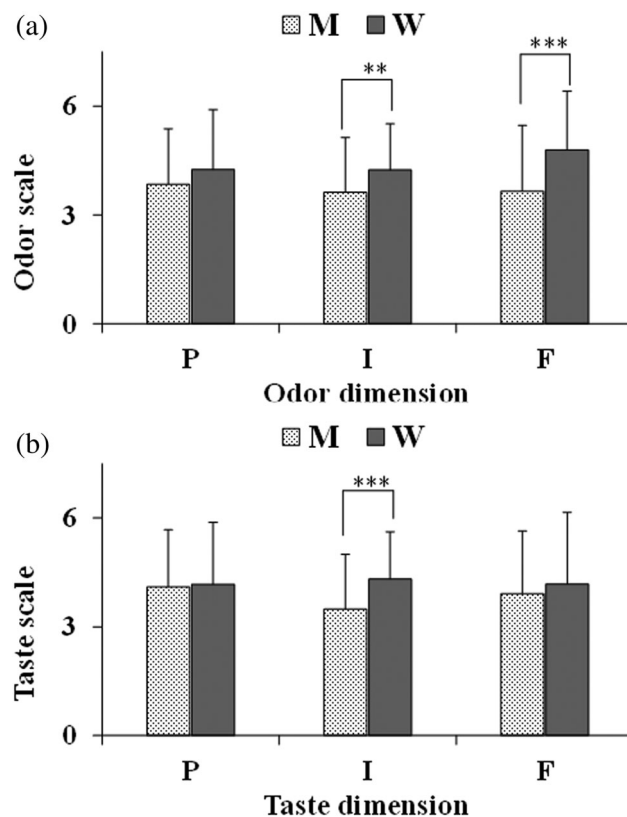 (a)
M W
***
**
6
3
0
Odor scale
P I F
Odor dimension
(b)
M W
***
6
3
0
Taste scale
P I F
Taste dimension